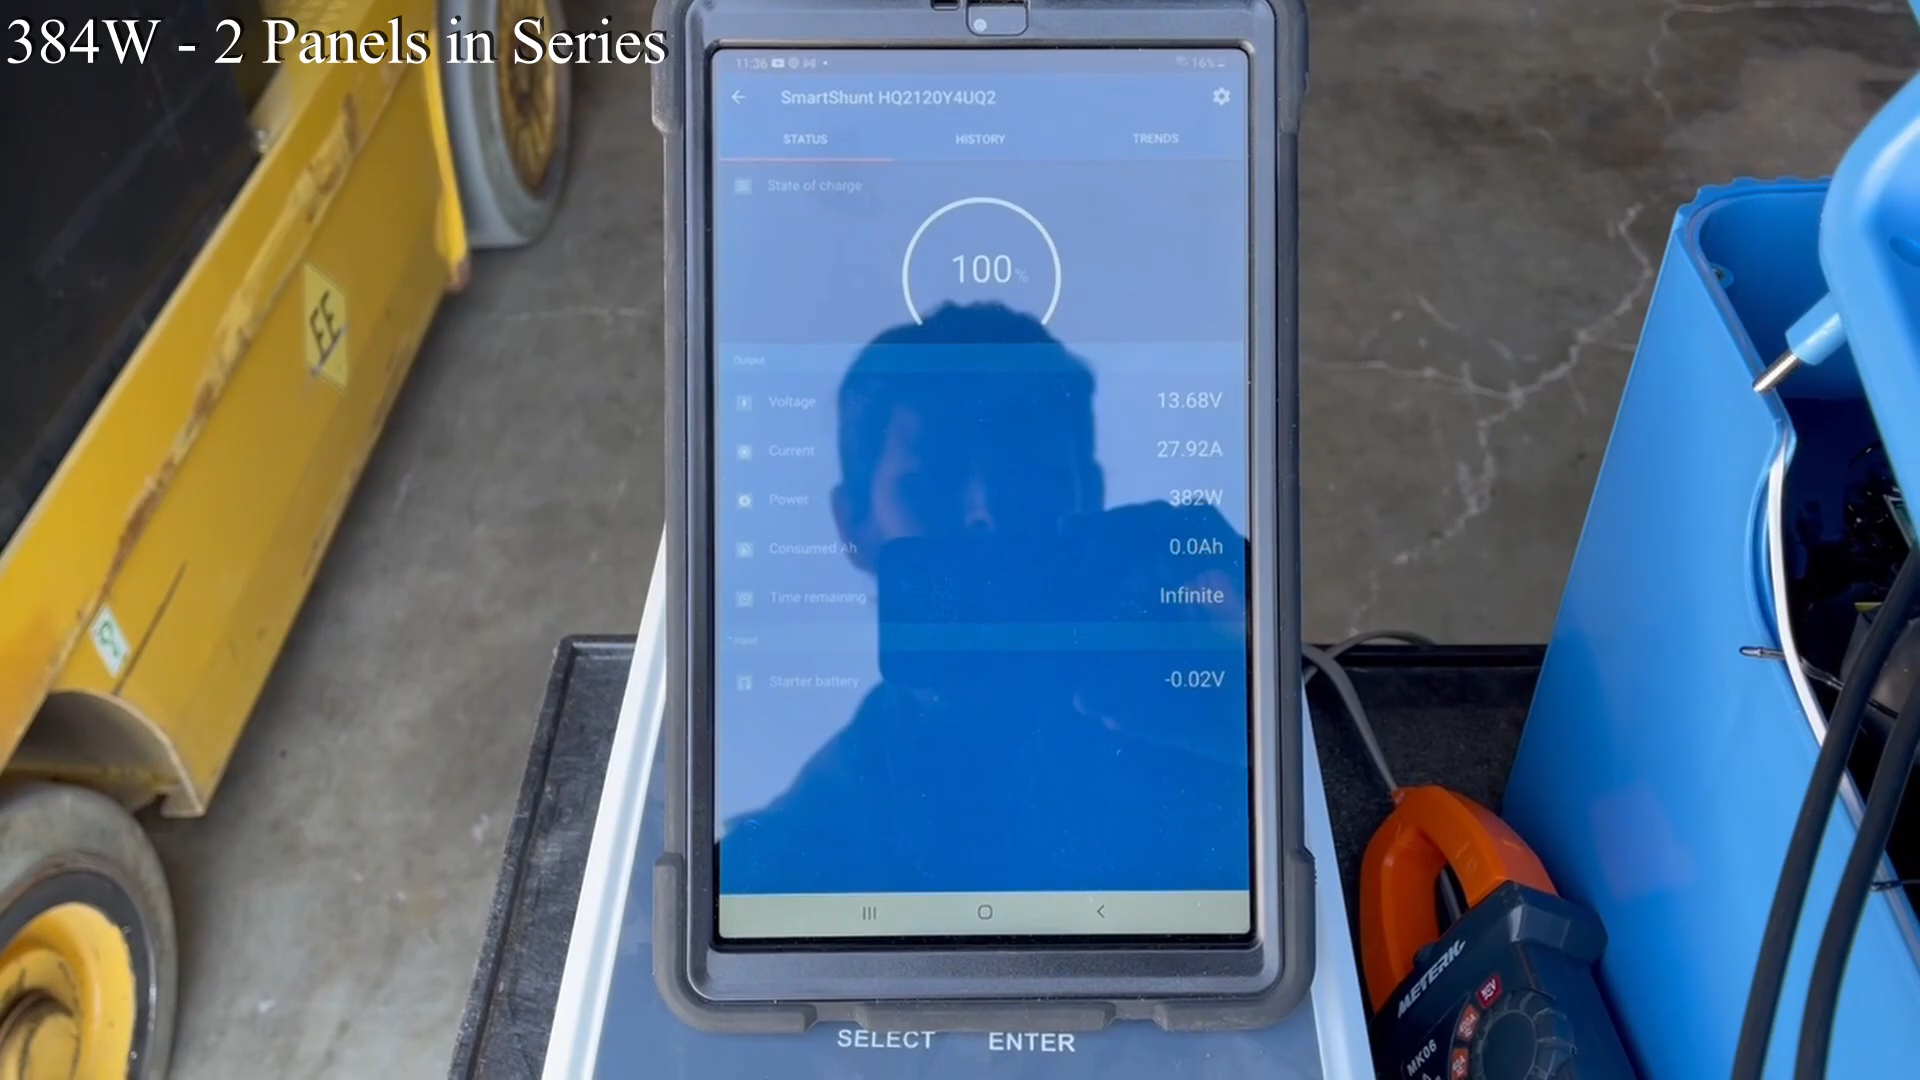 384W - 2 Panels in Series
11:36
16%
SmartShunt HQ2120Y4UQ2
STATUS HISTORY TRENDS
State of charge
100%
Output
Voltage 13.68V
Current 27.92A
Power 382W
Consumed Ah 0.0Ah
Time remaining Infinite
Input
Starter battery -0.02V
SELECT ENTER
EE
METERK
MK06